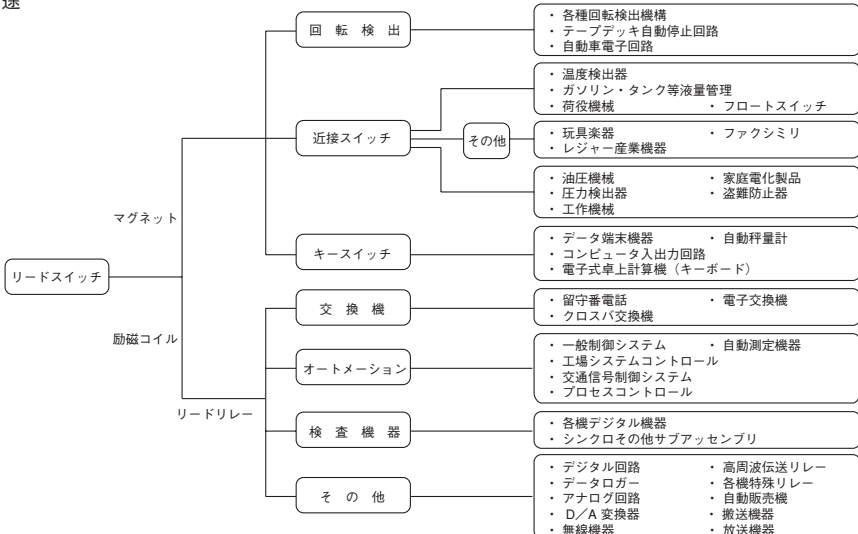 途
回 転 検 出
・ 各種回転検出機構
・ テープデッキ自動停止回路
・ 自動車電子回路
・ 温度検出器
・ ガソリン・タンク等液量管理
・ 荷役機械 ・ フロートスイッチ
近接スイッチ
その他
・ 玩具楽器 ・ ファクシミリ
・ レジャー産業機器
・ 油圧機械 ・ 家庭電化製品
・ 圧力検出器 ・ 盗難防止器
・ 工作機械
マグネット
キースイッチ
・ データ端末機器 ・ 自動秤量計
・ コンピュータ入出力回路
・ 電子式卓上計算機（キーボード）
リードスイッチ
交 換 機
・ 留守番電話 ・ 電子交換機
・ クロスバ交換機
励磁コイル
オートメーション
・ 一般制御システム ・ 自動測定機器
・ 工場システムコントロール
・ 交通信号制御システム
・ プロセスコントロール
リードリレー
検 査 機 器
・ 各機デジタル機器
・ シンクロその他サブアッセンブリ
そ の 他
・ デジタル回路 ・ 高周波伝送リレー
・ データロガー ・ 各機特殊リレー
・ アナログ回路 ・ 自動販売機
・ D／A 変換器 ・ 搬送機器
・ 無線機器 ・ 放送機器